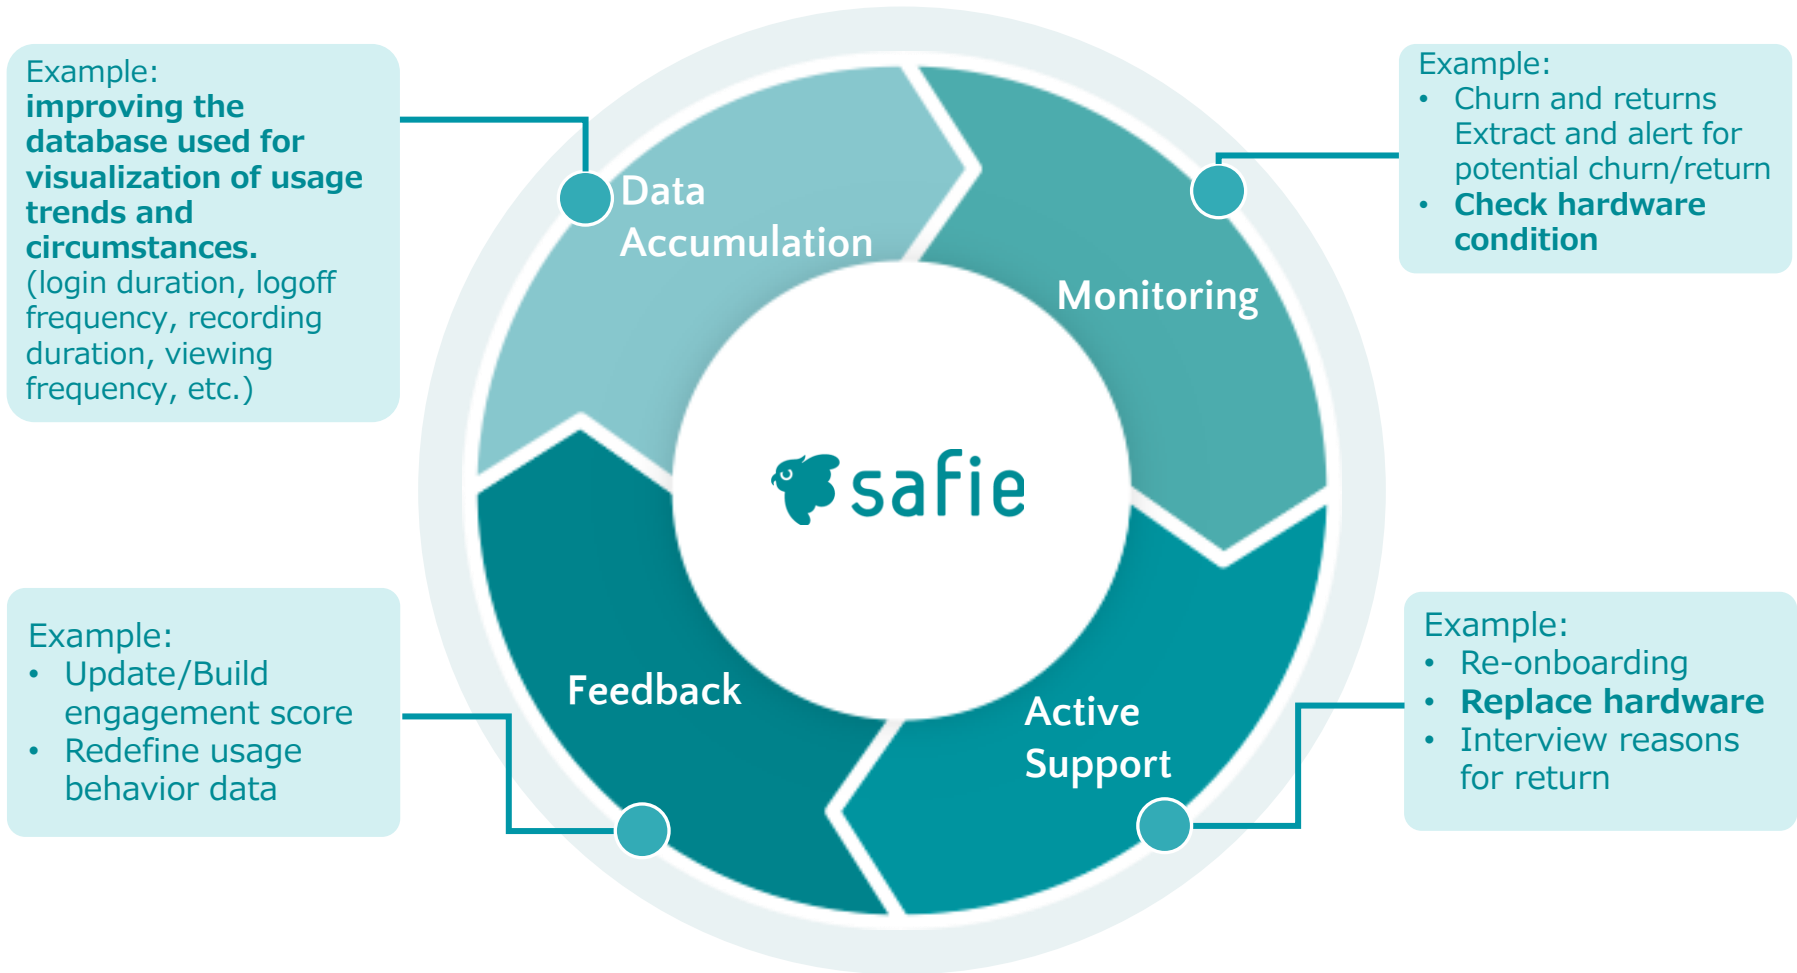 Example:
improving the
database used for
visualization of usage
trends and
circumstances.
(login duration, logoff
frequency, recording
duration, viewing
frequency, etc.)
Data
Accumulation
Example:
• Churn and returns
Extract and alert for
potential churn/return
• Check hardware
condition
Monitoring
safie
Example:
• Update/Build
engagement score
• Redefine usage
behavior data
Feedback
Active
Support
Example:
• Re-onboarding
• Replace hardware
• Interview reasons
for return